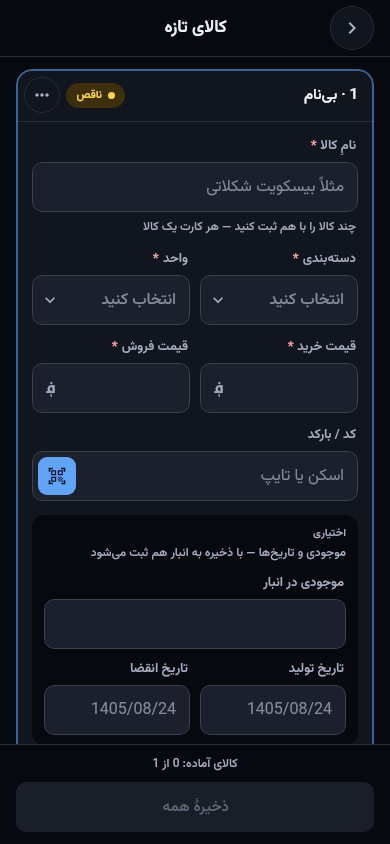 کالای تازه
1 · بی‌نام
ناقص
نامِ کالا *
مثلاً بیسکویت شکلاتی
چند کالا را با هم ثبت کنید — هر کارت یک کالا
دسته‌بندی *
واحد *
انتخاب کنید
انتخاب کنید
قیمت خرید *
قیمت فروش *
؋
؋
کد / بارکد
اسکن یا تایپ
اختیاری
موجودی و تاریخ‌ها — با ذخیره به انبار هم ثبت می‌شود
موجودی در انبار
تاریخ تولید
تاریخ انقضا
1405/08/24
1405/08/24
کالای آماده: 0 از 1
ذخیرهٔ همه